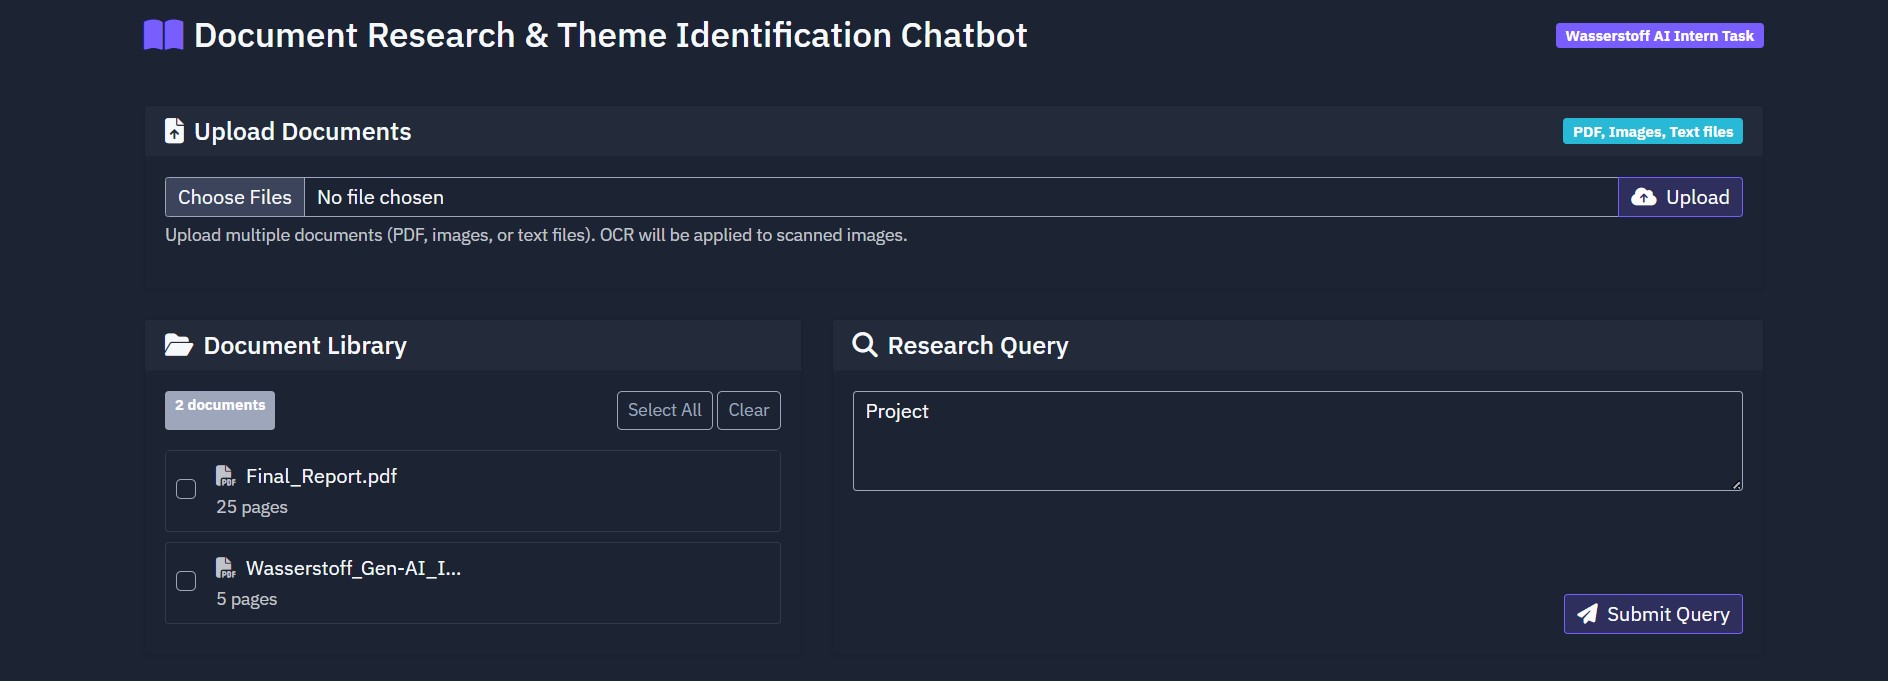 Document Research & Theme Identification Chatbot
Wasserstoff AI Intern Task
Upload Documents
PDF, Images, Text files
Choose Files No file chosen
Upload
Upload multiple documents (PDF, images, or text files). OCR will be applied to scanned images.
Document Library
2 documents
Select All
Clear
PDF Final_Report.pdf
25 pages
PDF Wasserstoff_Gen-AI_I...
5 pages
Research Query
Project
Submit Query